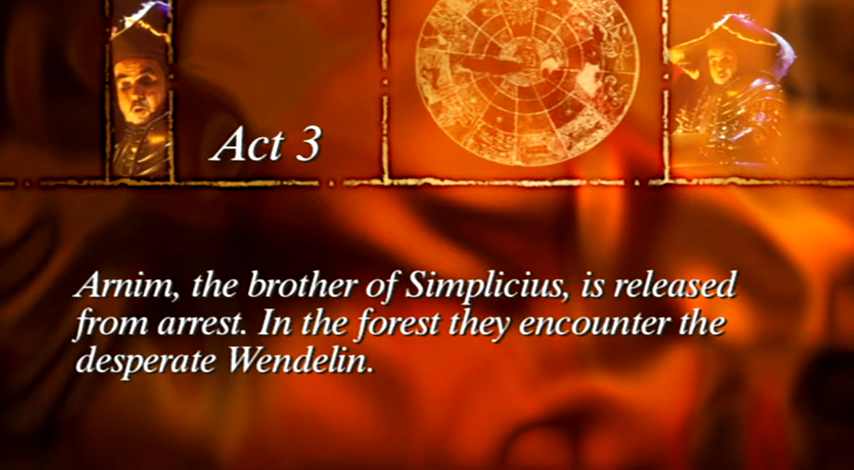 Act 3
Arnim, the brother of Simplicius, is released
from arrest. In the forest they encounter the
desperate Wendelin.